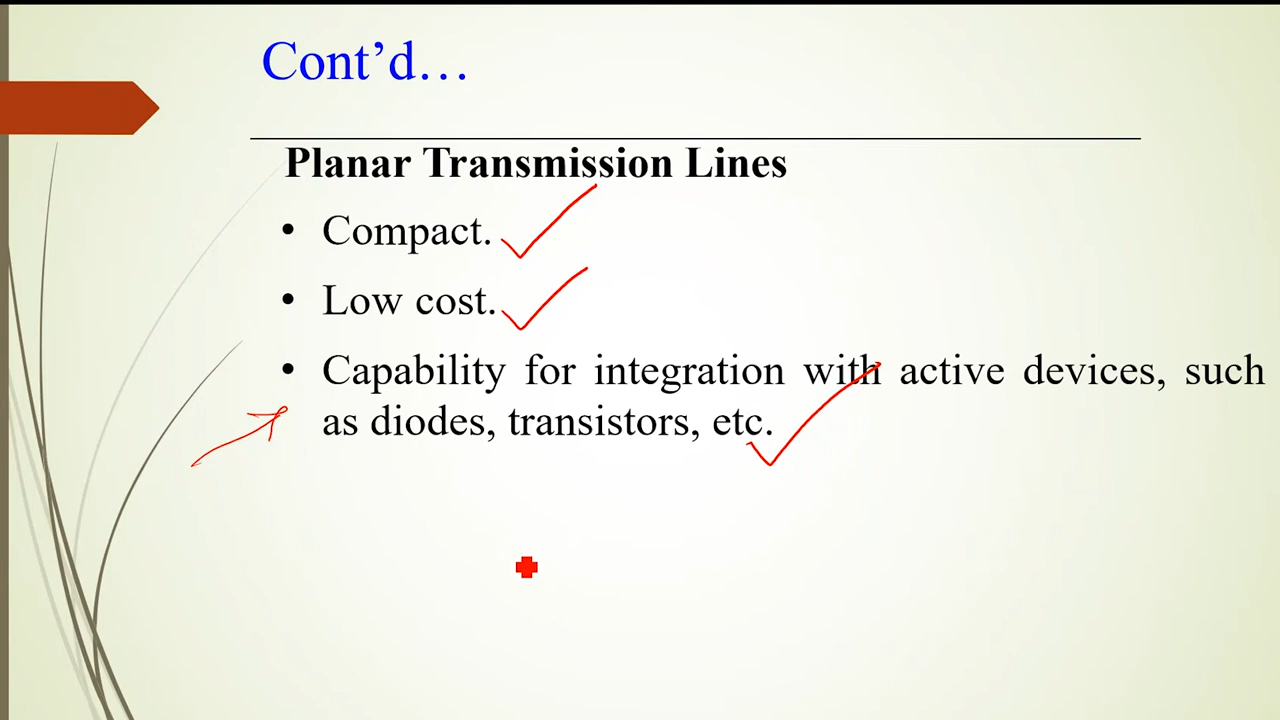 Cont’d…
Planar Transmission Lines
• Compact.
• Low cost.
• Capability for integration with active devices, such
as diodes, transistors, etc.